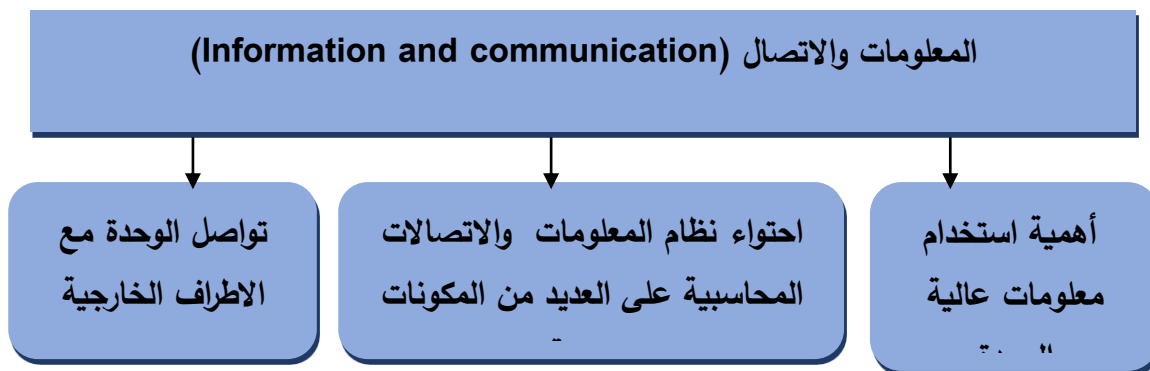 المعلومات والاتصال (Information and communication)
أهمية استخدام
معلومات عالية
احتواء نظام المعلومات والاتصالات
المحاسبية على العديد من المكونات
تواصل الوحدة مع
الاطراف الخارجية